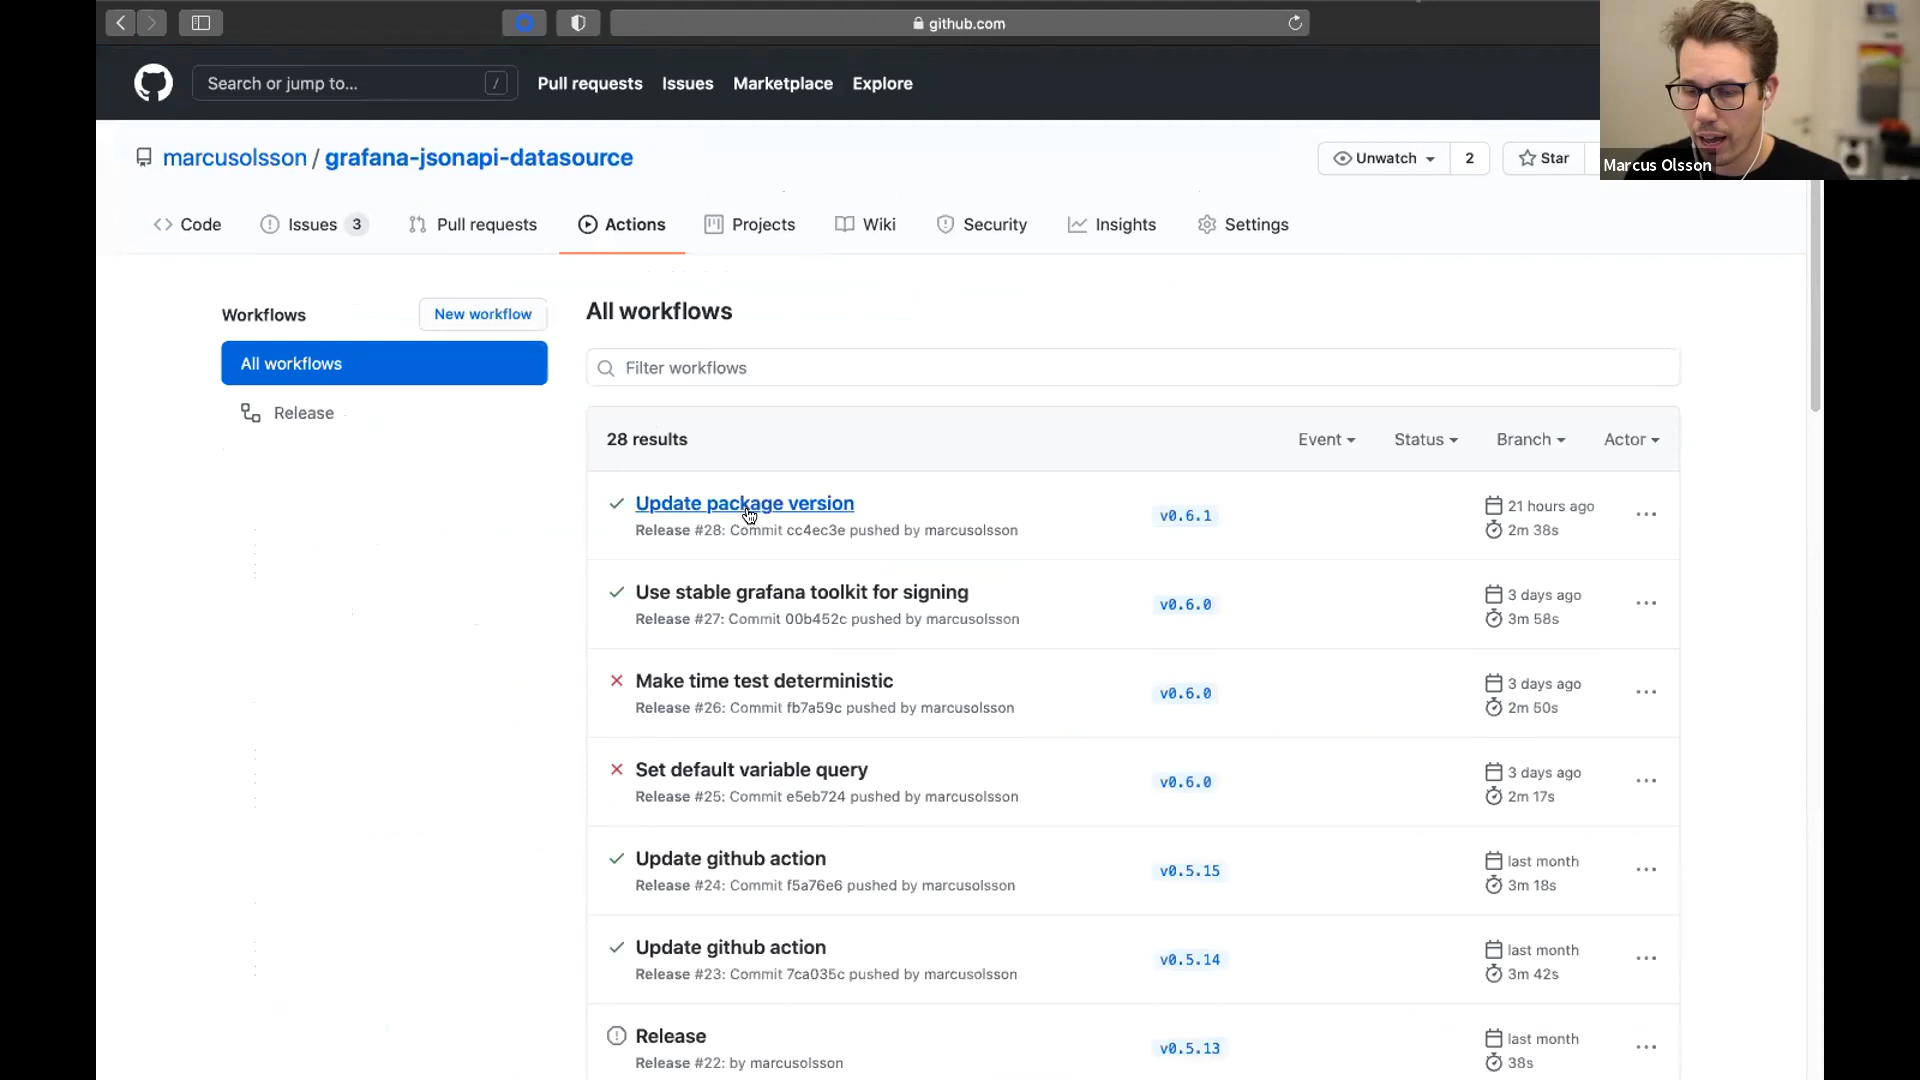 github.com
Search or jump to... /
Pull requests Issues Marketplace Explore
Marcus Olsson
marcusolsson / grafana-jsonapi-datasource
Unwatch 2 Star
Code Issues 3 Pull requests Actions Projects Wiki Security Insights Settings
Workflows New workflow
All workflows
Release
All workflows
Filter workflows
28 results Event Status Branch Actor
Update package version v0.6.1 21 hours ago
Release #28: Commit cc4ec3e pushed by marcusolsson 2m 38s
Use stable grafana toolkit for signing v0.6.0 3 days ago
Release #27: Commit 00b452c pushed by marcusolsson 3m 58s
Make time test deterministic v0.6.0 3 days ago
Release #26: Commit fb7a59c pushed by marcusolsson 2m 50s
Set default variable query v0.6.0 3 days ago
Release #25: Commit e5eb724 pushed by marcusolsson 2m 17s
Update github action v0.5.15 last month
Release #24: Commit f5a76e6 pushed by marcusolsson 3m 18s
Update github action v0.5.14 last month
Release #23: Commit 7ca035c pushed by marcusolsson 3m 42s
Release v0.5.13 last month
Release #22: by marcusolsson 38s